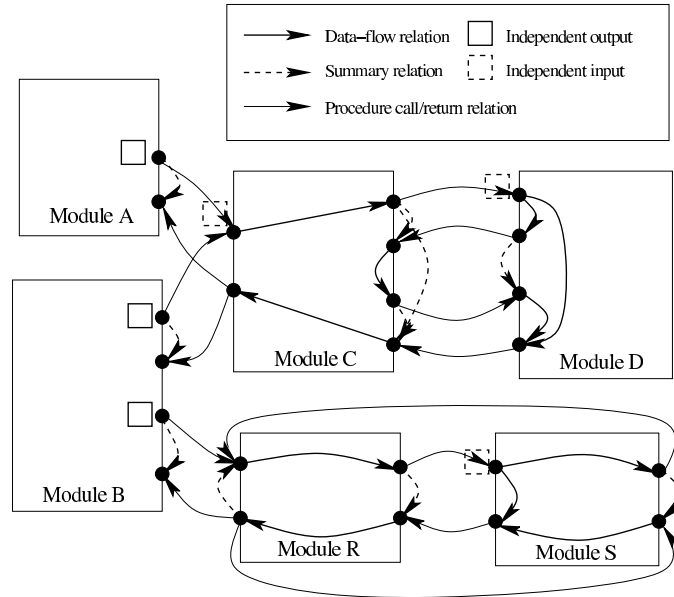 Data-flow relation
Independent output
Summary relation
Independent input
Procedure call/return relation
Module A
Module C
Module D
Module B
Module R
Module S